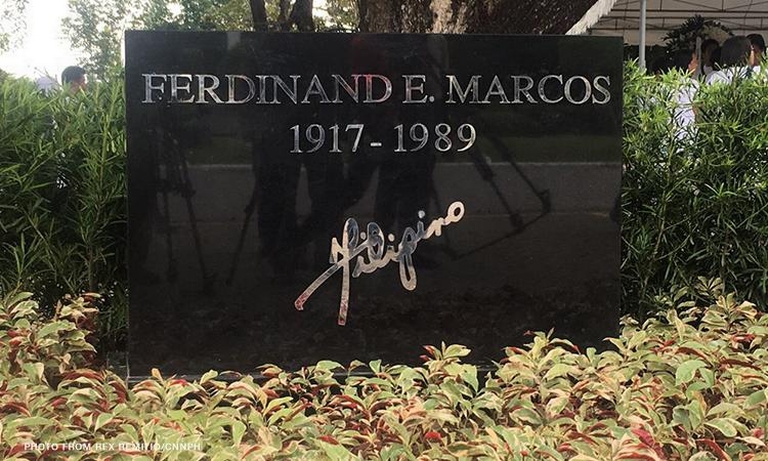 FERDINAND E. MARCOS
1917-1989
Filipino
PHOTO FROM REX REMITIO/CNNPH